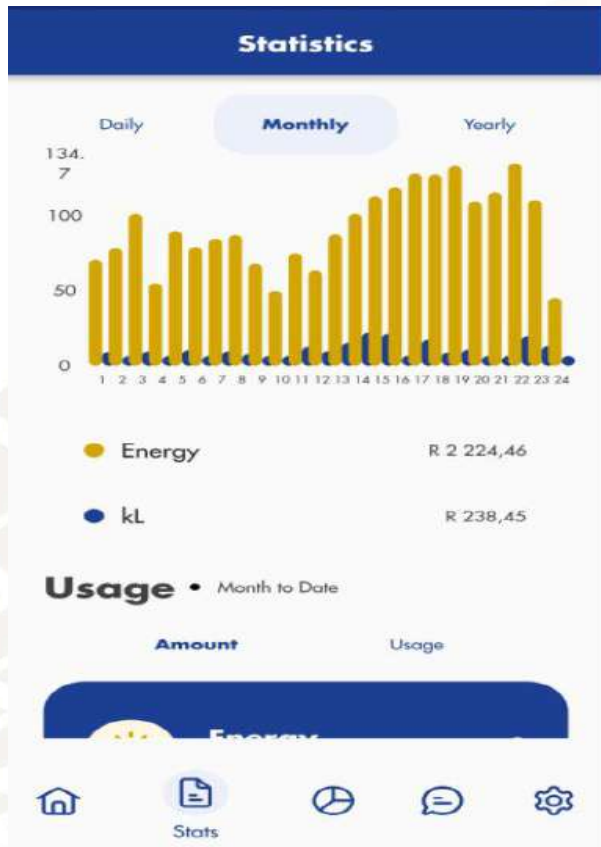 Statistics
Daily Monthly Yearly
134.
7
100
50
0
1 2 3 4 5 6 7 8 9 10 11 12 13 14 15 16 17 18 19 20 21 22 23 24
Energy R 2 224,46
kL R 238,45
Usage • Month to Date
Amount Usage
Energy
Stats